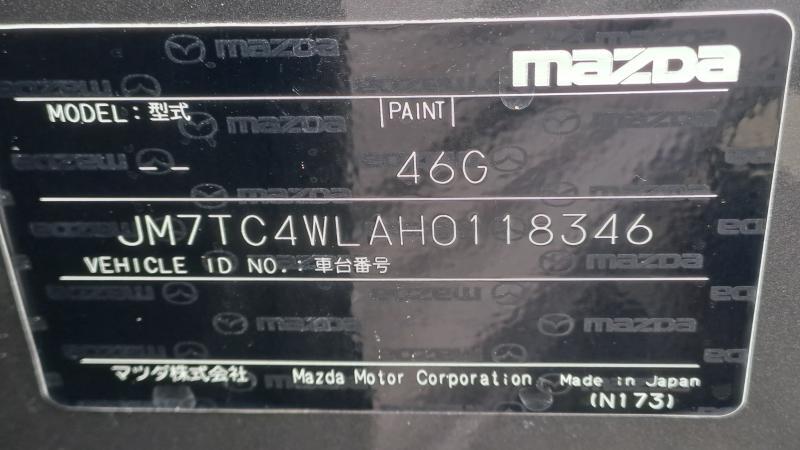 mazda
MODEL: 型式
PAINT
--
46G
JM7TC4WLAH0118346
VEHICLE ID NO.: 車台番号
マツダ株式会社 Mazda Motor Corporation Made in Japan
(N173)